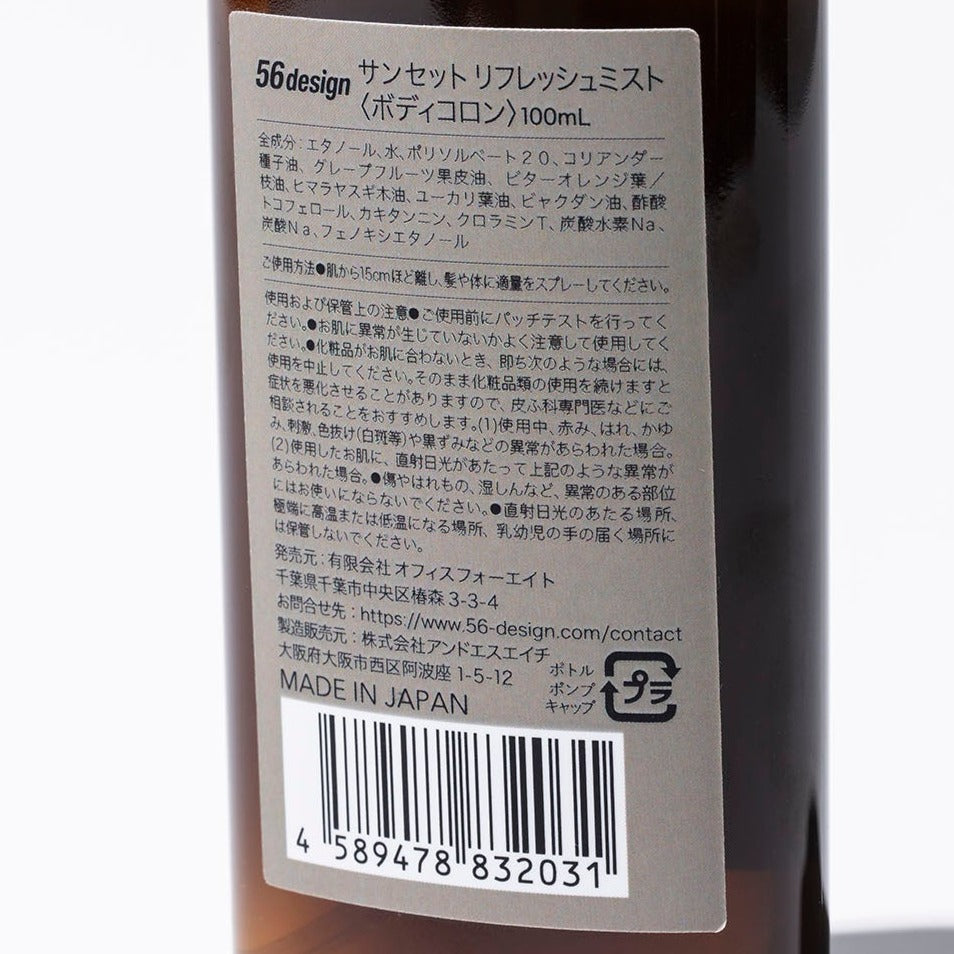 56design サンセット リフレッシュミスト
〈ボディコロン〉100mL
全成分：エタノール、水、ポリソルベート20、コリアンダー
種子油、グレープフルーツ果皮油、ビターオレンジ葉／
枝油、ヒマラヤスギ木油、ユーカリ葉油、ビャクダン油、酢酸
トコフェロール、カキタンニン、クロラミンT、炭酸水素Na、
炭酸Na、フェノキシエタノール
ご使用方法●肌から15cmほど離し、髪や体に適量をスプレーしてください。
使用および保管上の注意●ご使用前にパッチテストを行ってく
ださい。●お肌に異常が生じていないかよく注意して使用してく
ださい。●化粧品がお肌に合わないとき、即ち次のような場合には、
使用を中止してください。そのまま化粧品類の使用を続けますと
症状を悪化させることがありますので、皮ふ科専門医などにご
相談されることをおすすめします。(1)使用中、赤み、はれ、かゆ
み、刺激、色抜け(白斑等)や黒ずみなどの異常があらわれた場合。
(2)使用したお肌に、直射日光があたって上記のような異常が
あらわれた場合。●傷やはれもの、湿しんなど、異常のある部位
にはお使いにならないでください。●直射日光のあたる場所、
極端に高温または低温になる場所、乳幼児の手の届く場所に
は保管しないでください。
発売元：有限会社 オフィスフォーエイト
千葉県千葉市中央区椿森 3-3-4
お問合せ先：https://www.56-design.com/contact
製造販売元：株式会社アンドエスエイチ
大阪府大阪市西区阿波座 1-5-12
MADE IN JAPAN
ボトル
ポンプ
キャップ
プラ
4 589478 832031